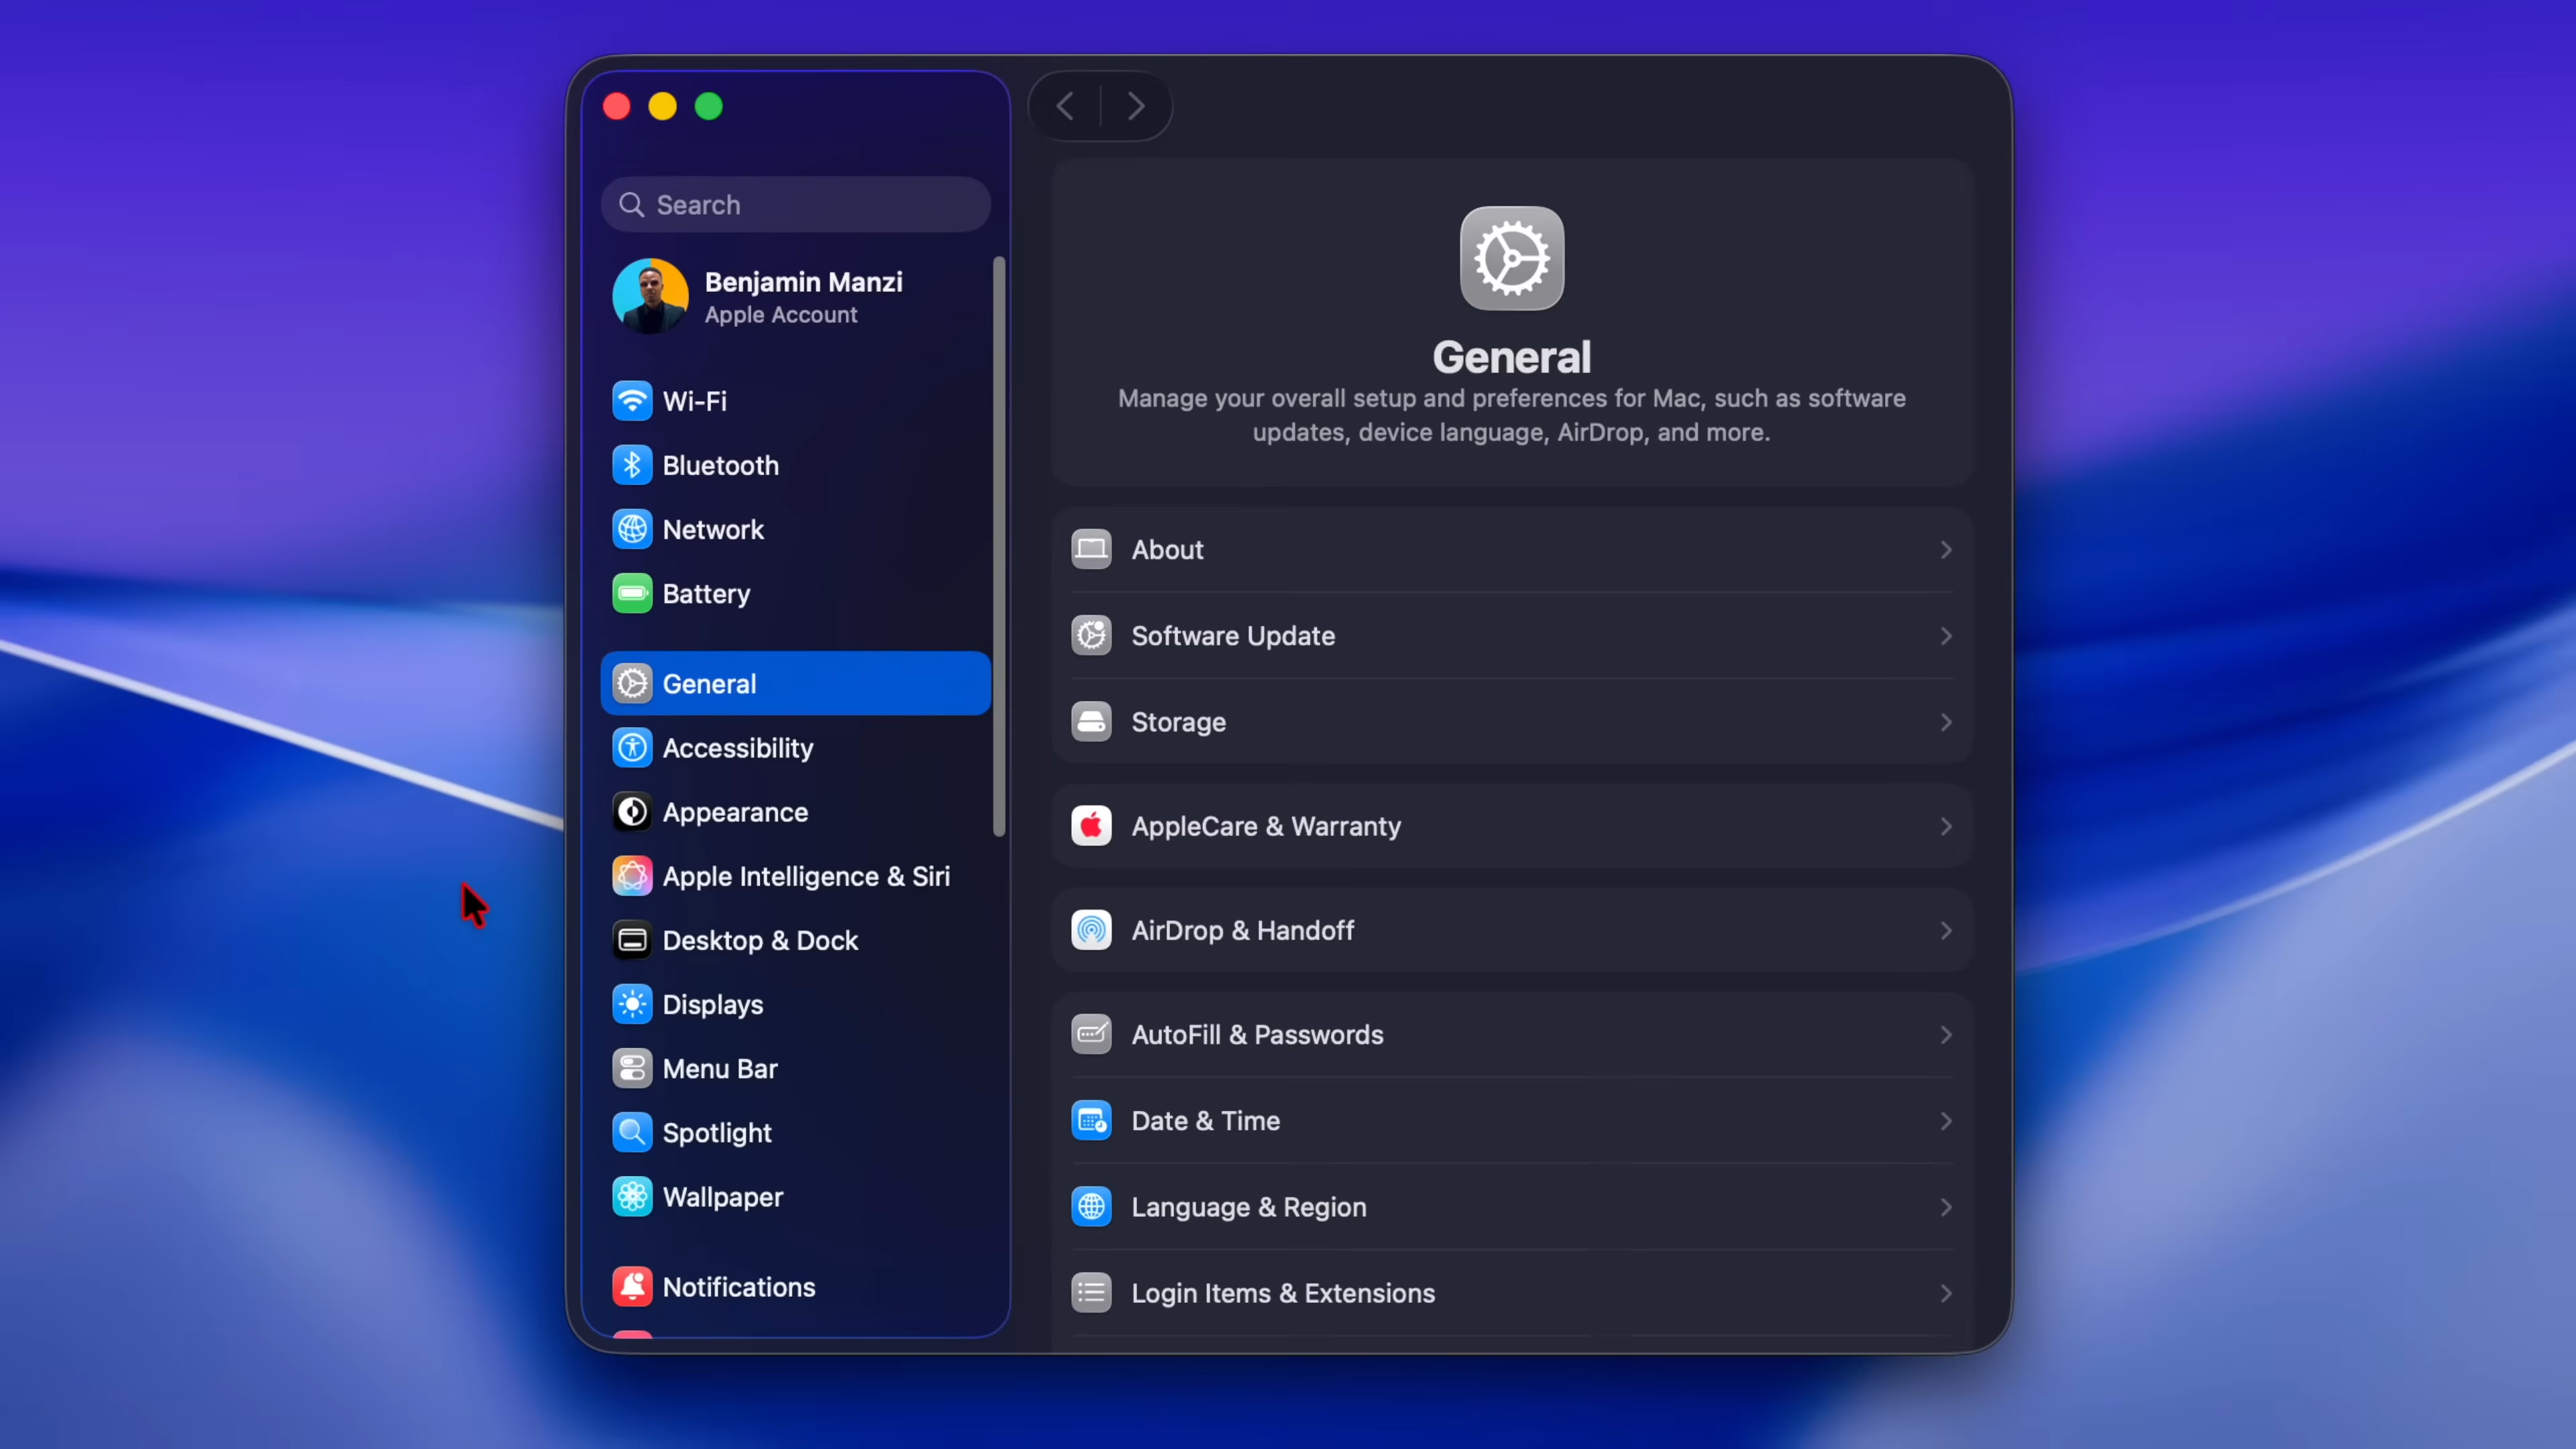 Search
Benjamin Manzi
Apple Account
Wi-Fi
Bluetooth
Network
Battery
General
Accessibility
Appearance
Apple Intelligence & Siri
Desktop & Dock
Displays
Menu Bar
Spotlight
Wallpaper
Notifications
General
Manage your overall setup and preferences for Mac, such as software
updates, device language, AirDrop, and more.
About
Software Update
Storage
AppleCare & Warranty
AirDrop & Handoff
AutoFill & Passwords
Date & Time
Language & Region
Login Items & Extensions